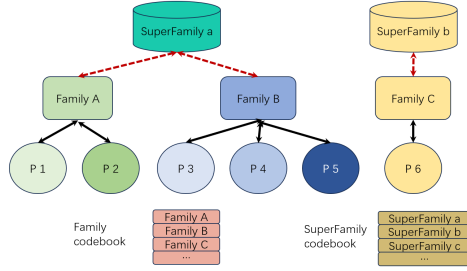 SuperFamily a
SuperFamily b
Family A
Family B
Family C
P 1
P 2
P 3
P 4
P 5
P 6
Family
codebook
Family A
Family B
Family C
...
SuperFamily
codebook
SuperFamily a
SuperFamily b
SuperFamily c
...